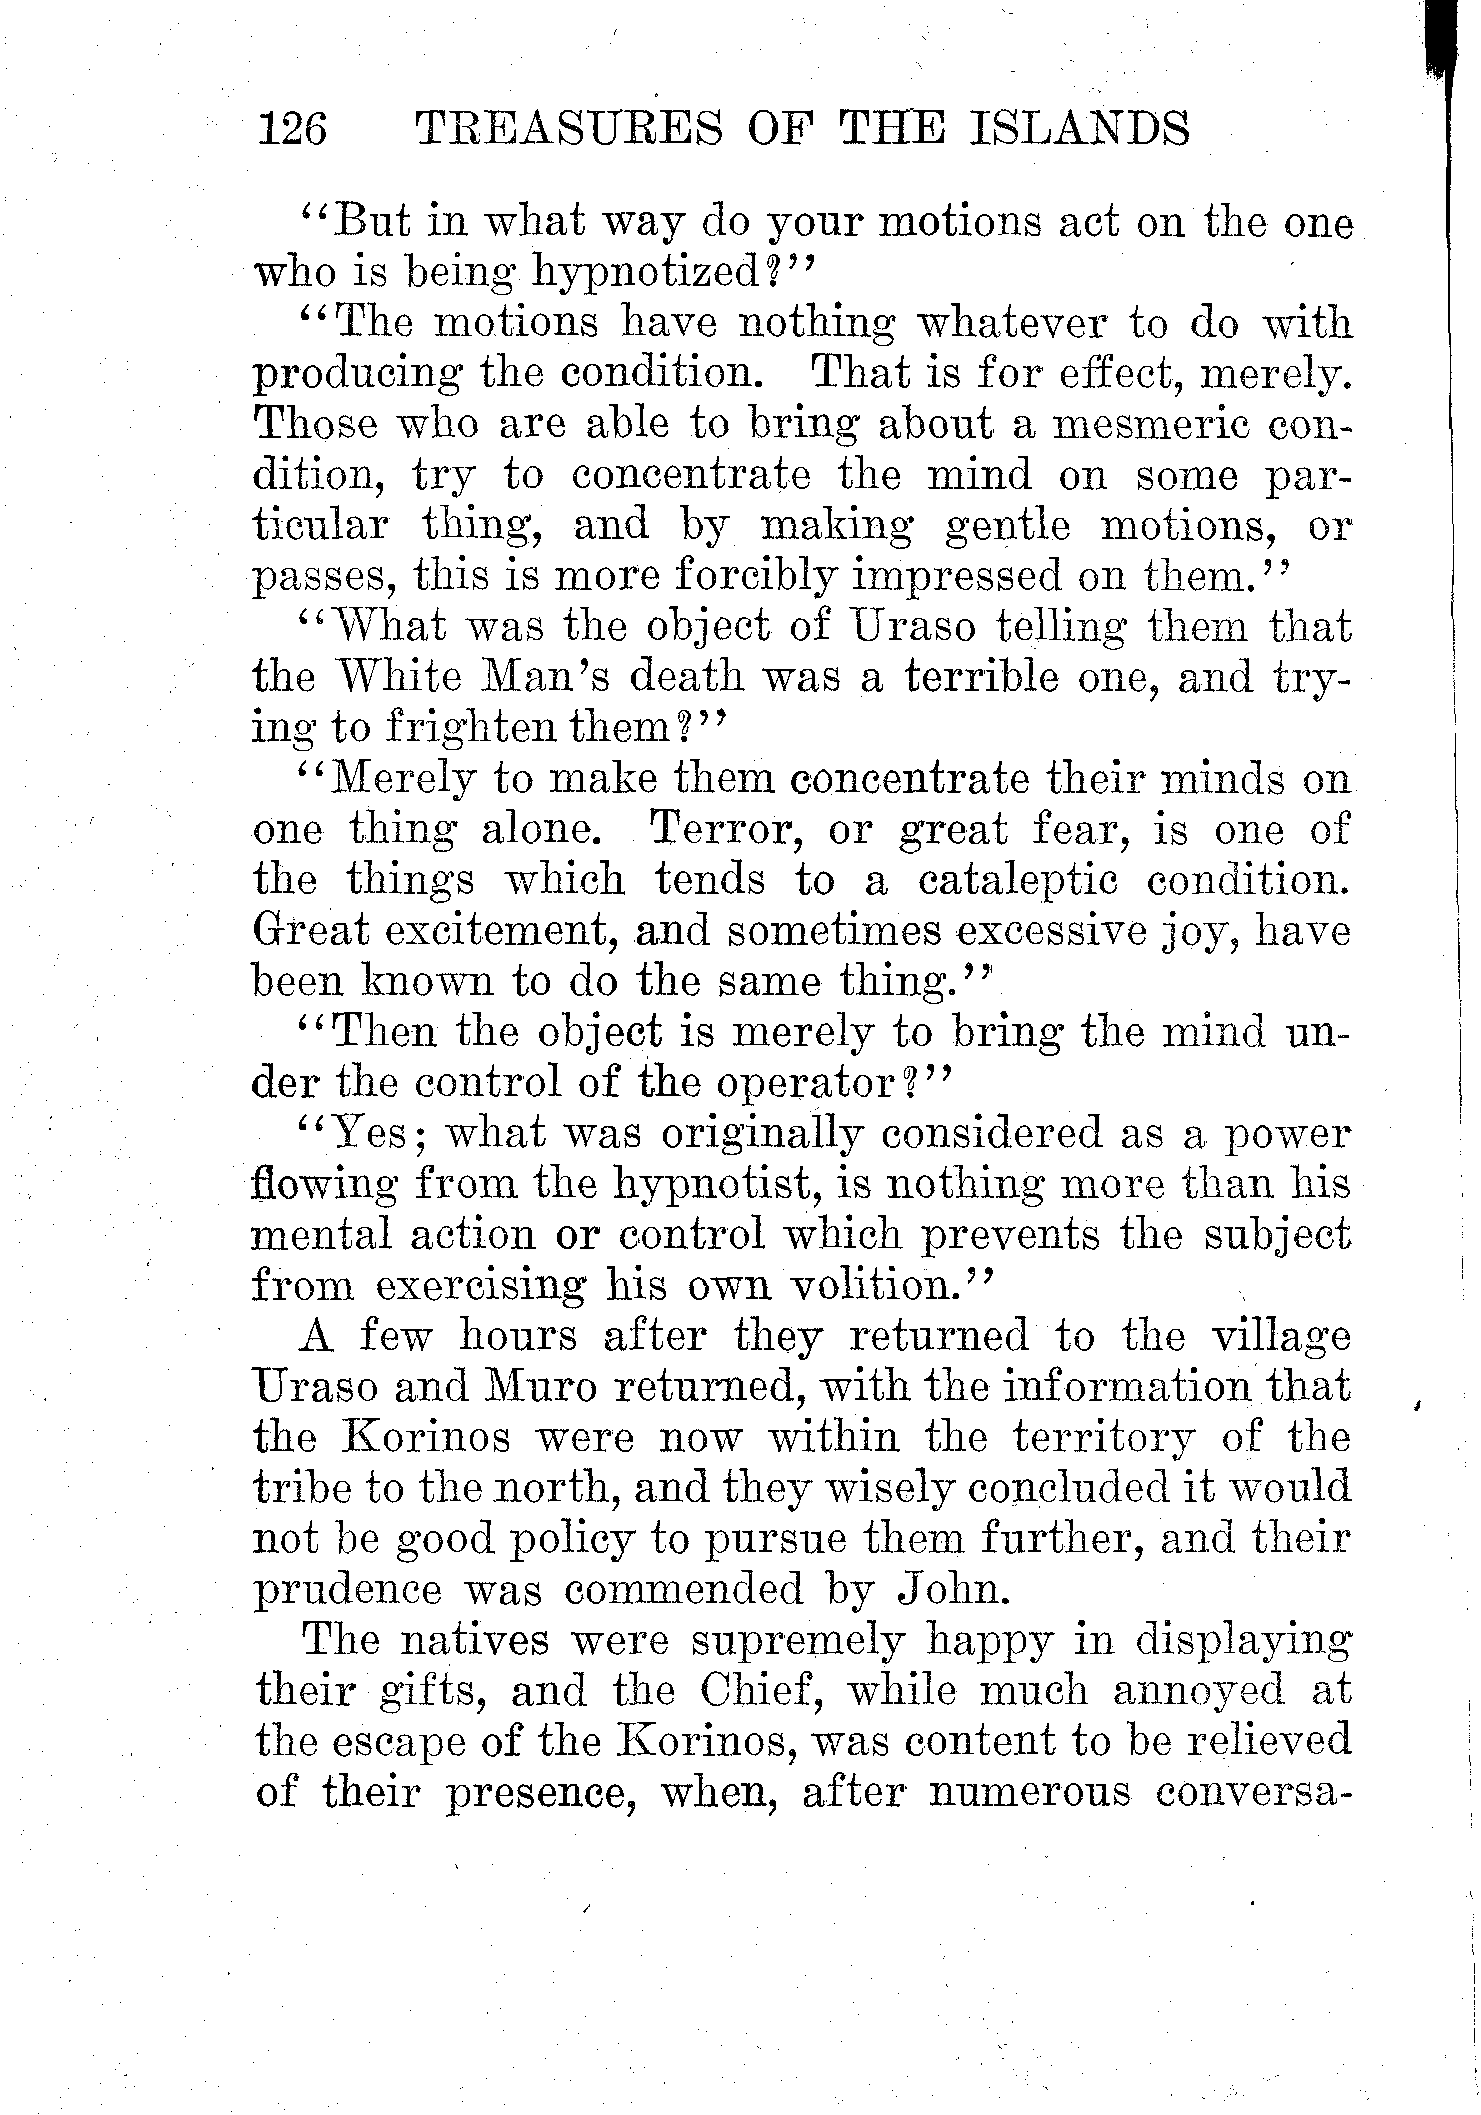 126 TREASURES OF THE ISLANDS
"But in what way do your motions act on the one
who is being hypnotized?"
"The motions have nothing whatever to do with
producing the condition. That is for effect, merely.
Those who are able to bring about a mesmeric con-
dition, try to concentrate the mind on some par-
ticular thing, and by making gentle motions, or
passes, this is more forcibly impressed on them."
"What was the object of Uraso telling them that
the White Man's death was a terrible one, and try-
ing to frighten them?"
"Merely to make them concentrate their minds on
one thing alone. Terror, or great fear, is one of
the things which tends to a cataleptic condition.
Great excitement, and sometimes excessive joy, have
been known to do the same thing."
"Then the object is merely to bring the mind un-
der the control of the operator?"
"Yes; what was originally considered as a power
flowing from the hypnotist, is nothing more than his
mental action or control which prevents the subject
from exercising his own volition."
A few hours after they returned to the village
Uraso and Muro returned, with the information that
the Korinos were now within the territory of the
tribe to the north, and they wisely concluded it would
not be good policy to pursue them further, and their
prudence was commended by John.
The natives were supremely happy in displaying
their gifts, and the Chief, while much annoyed at
the escape of the Korinos, was content to be relieved
of their presence, when, after numerous conversa-